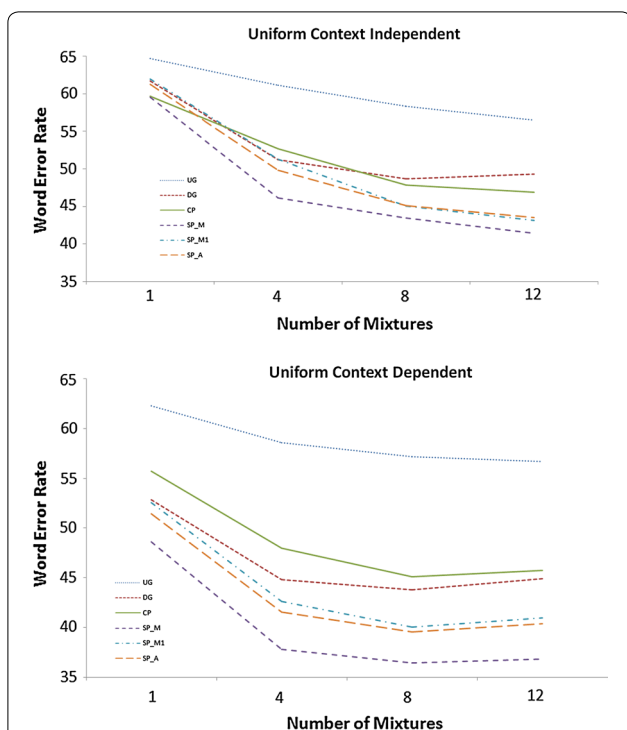 Uniform Context Independent
65
60
55
50
45
40
35
Word Error Rate
UG
DG
CP
SP_M
SP_M1
SP_A
1 4 8 12
Number of Mixtures
Uniform Context Dependent
65
60
55
50
45
40
35
Word Error Rate
UG
DG
CP
SP_M
SP_M1
SP_A
1 4 8 12
Number of Mixtures